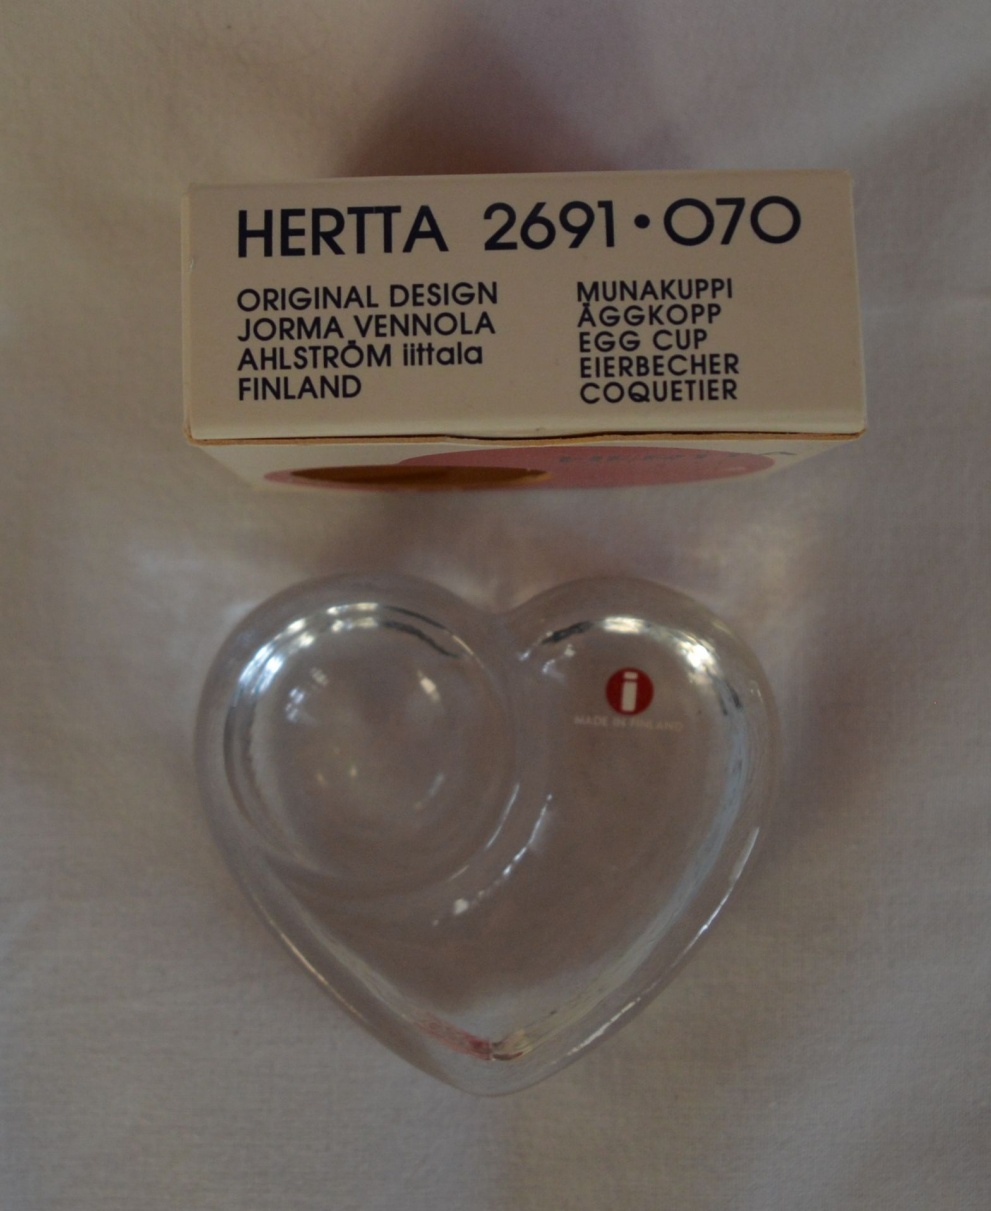 HERTTA 2691•070
ORIGINAL DESIGN
JORMA VENNOLA
AHLSTRÖM iittala
FINLAND
MUNAKUPPI
ÄGGKOPP
EGG CUP
EIERBECHER
COQUETIER
i
MADE IN FINLAND